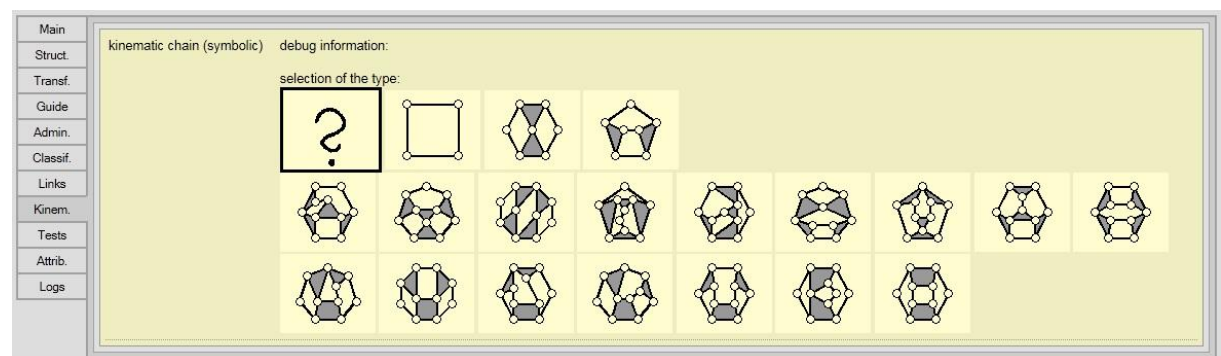 Main
Struct.
Transf.
Guide
Admin.
Classif.
Links
Kinem.
Tests
Attrib.
Logs
kinematic chain (symbolic) debug information:
selection of the type:
?